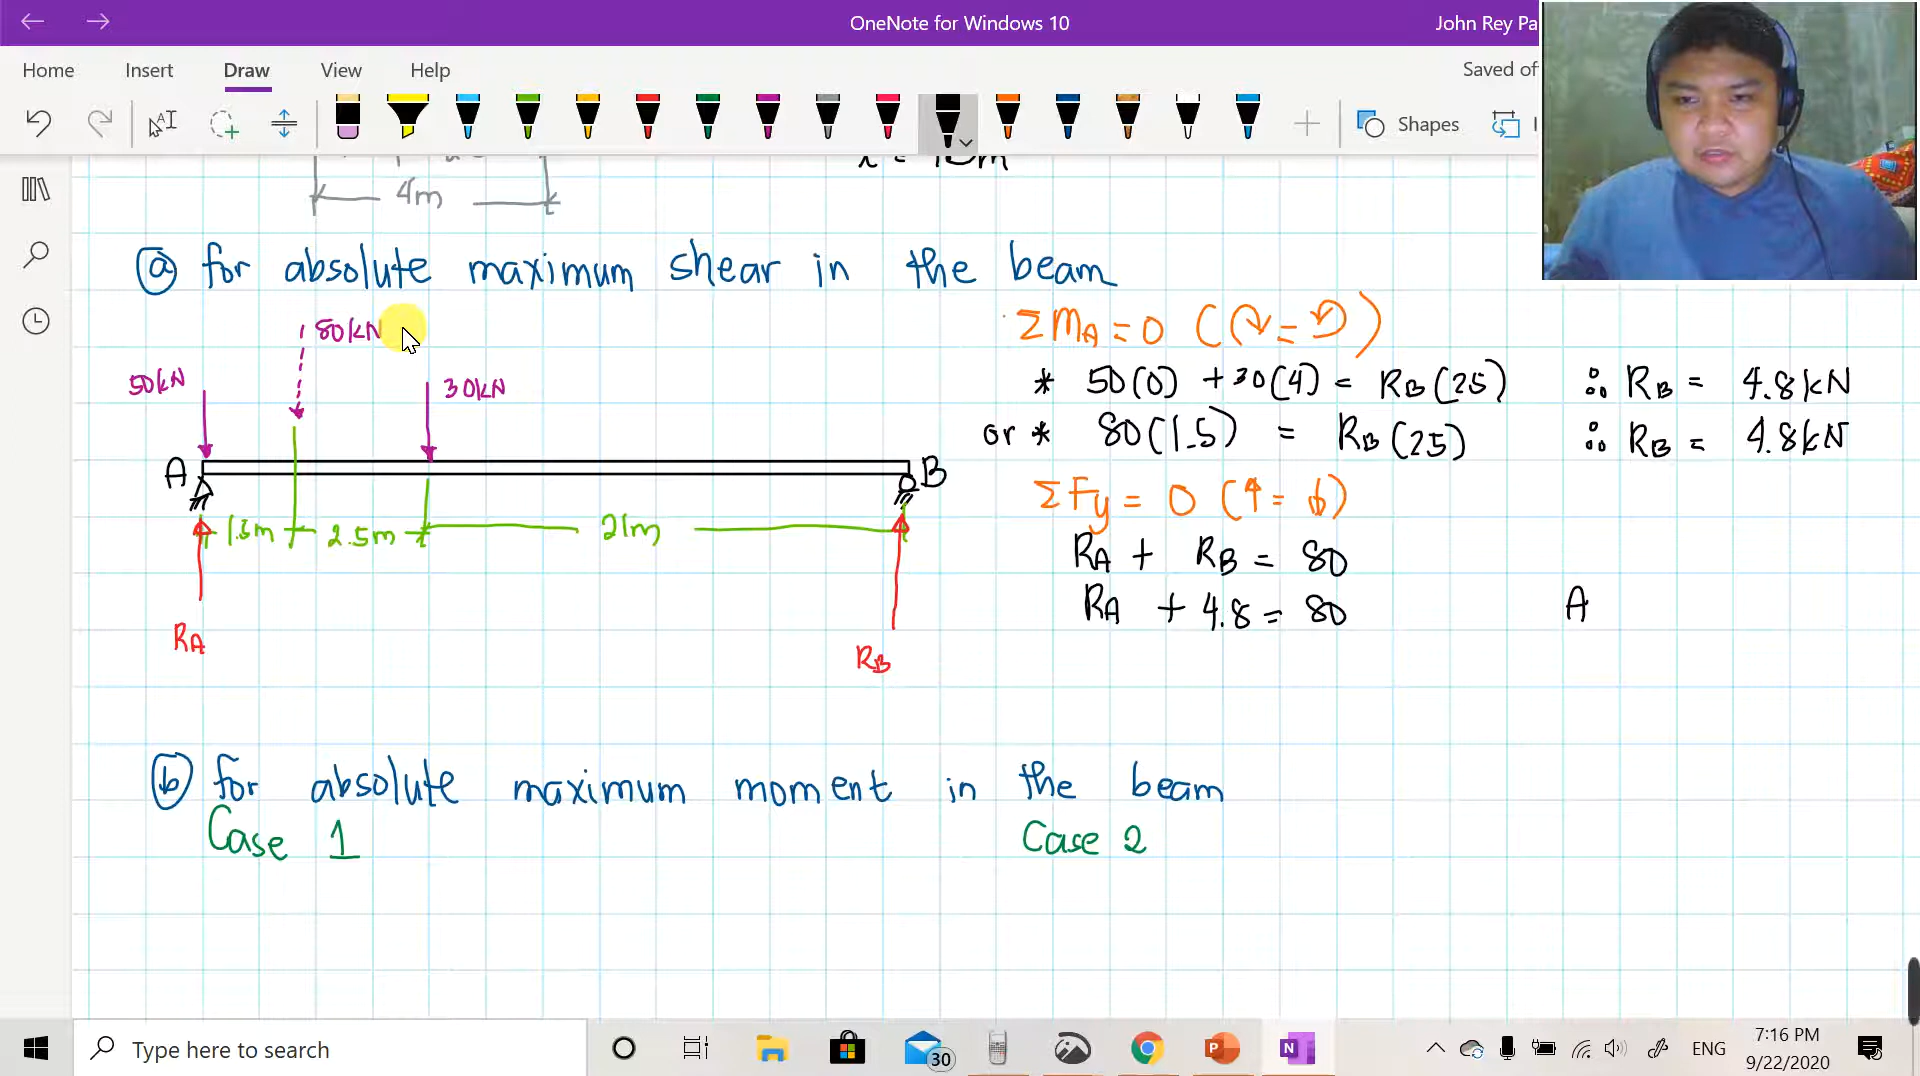 OneNote for Windows 10
John Rey Pa
Home Insert Draw View Help
Saved of
Shapes
4m
ⓐ for absolute maximum shear in the beam
80kN
50kN
30kN
A
B
1.5m 2.5m 21m
RA
RB
ΣMA = 0 (↻ = ↺)
* 50(0) + 30(4) = RB(25) ∴ RB = 4.8kN
or * 80(1.5) = RB(25) ∴ RB = 4.8kN
ΣFy = 0 (↑ = ↓)
RA + RB = 80
RA + 4.8 = 80 A
ⓑ for absolute maximum moment in the beam
Case 1 Case 2
Type here to search
30
ENG
7:16 PM
9/22/2020